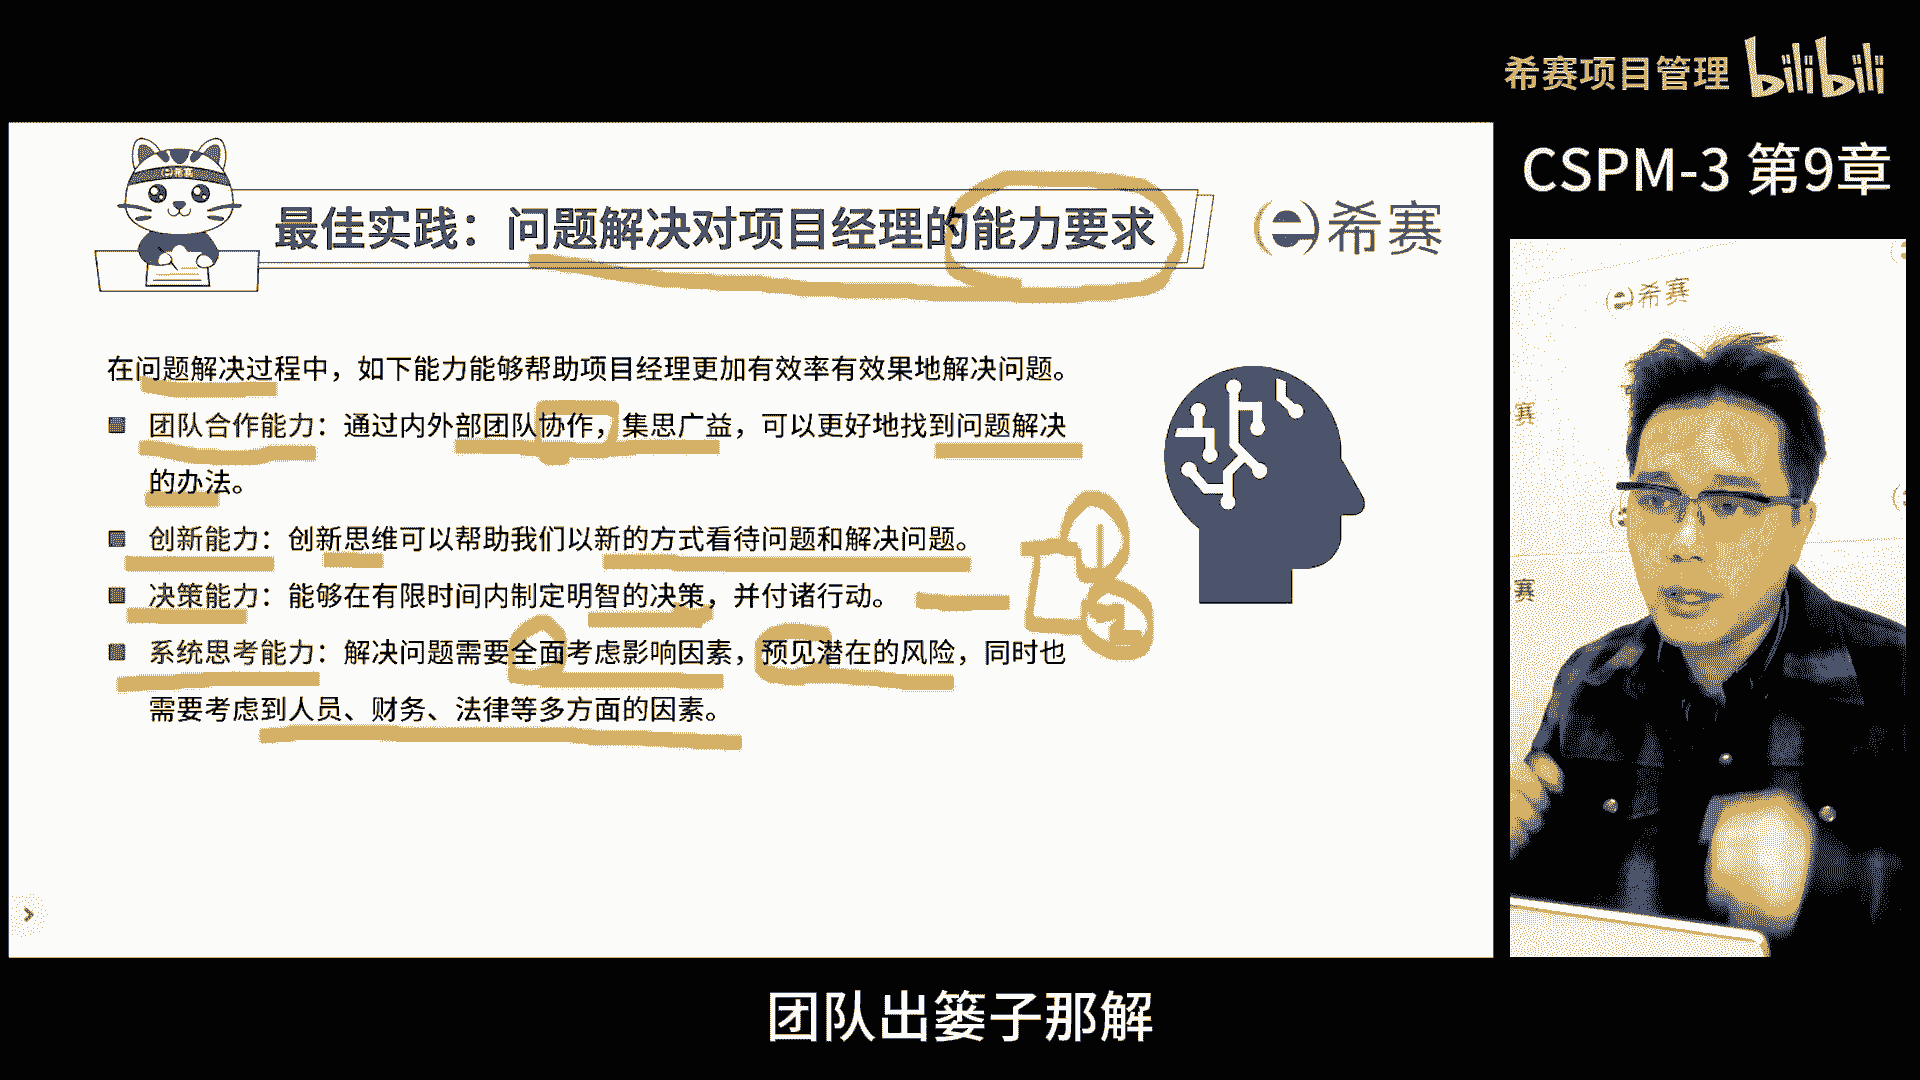 希赛项目管理 bilibili
CSPM-3 第9章
最佳实践：问题解决对项目经理的能力要求
希赛
在问题解决过程中，如下能力能够帮助项目经理更加有效率有效果地解决问题。
团队合作能力：通过内外部团队协作，集思广益，可以更好地找到问题解决
的办法。
创新能力：创新思维可以帮助我们以新的方式看待问题和解决问题。
决策能力：能够在有限时间内制定明智的决策，并付诸行动。
系统思考能力：解决问题需要全面考虑影响因素，预见潜在的风险，同时也
需要考虑到人员、财务、法律等多方面的因素。
1
2
希赛
赛
赛
团队出篓子那解